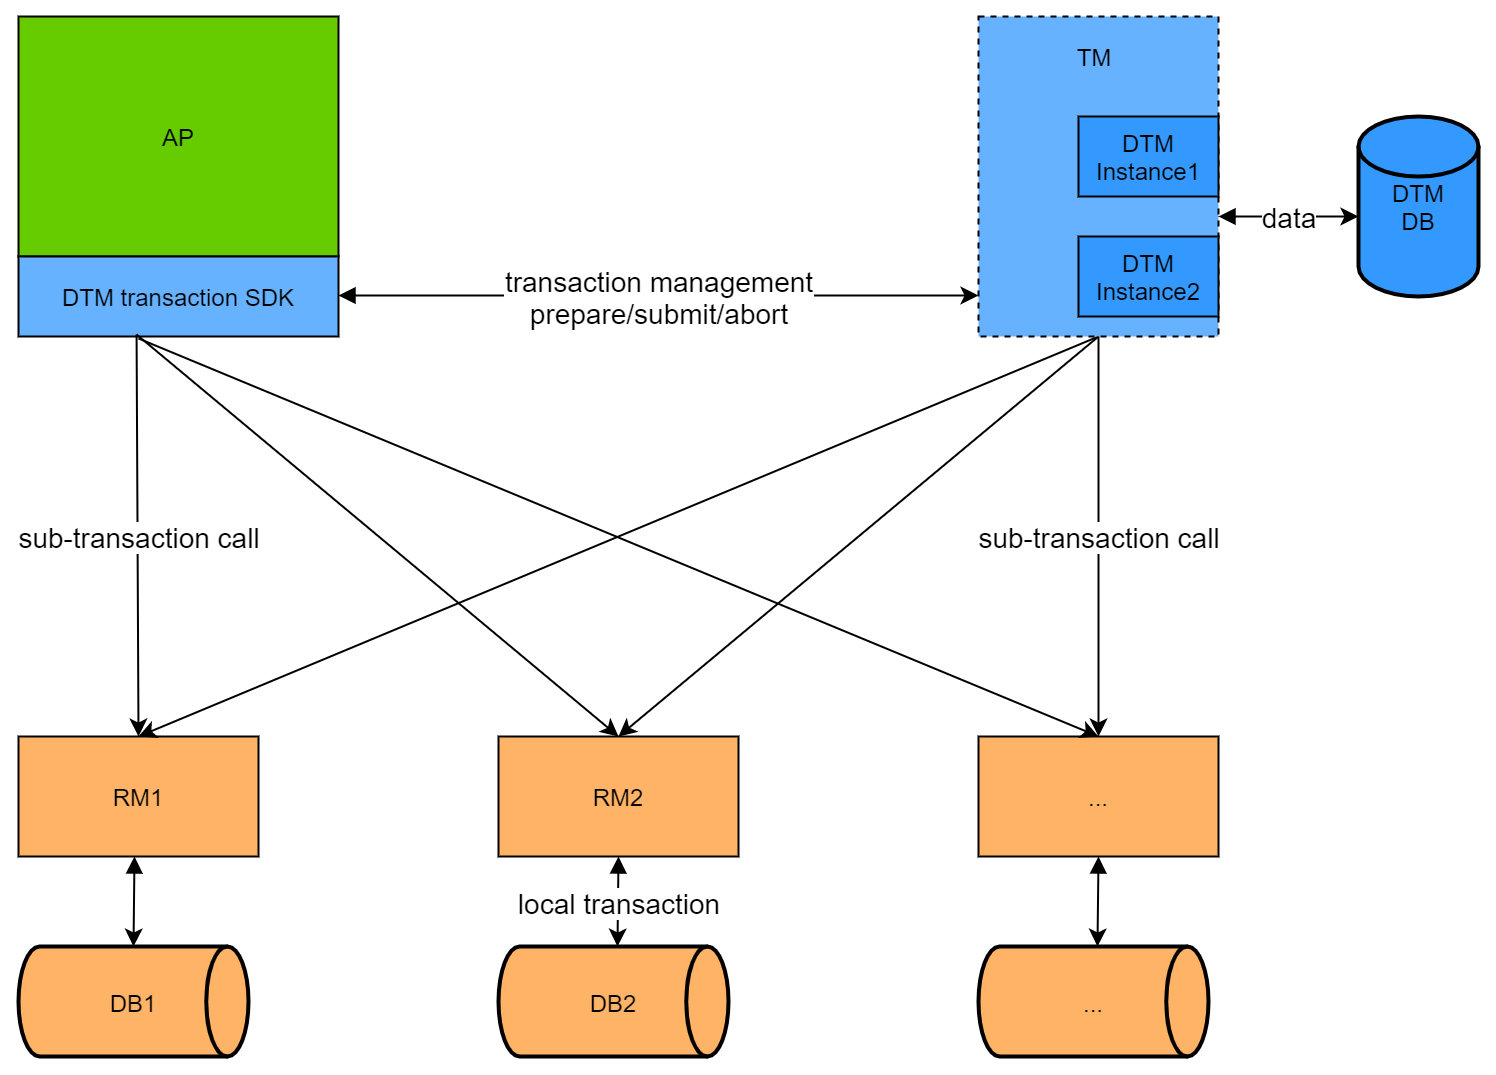 AP
DTM transaction SDK
transaction management
prepare/submit/abort
TM
DTM
Instance1
DTM
Instance2
data
DTM
DB
sub-transaction call
sub-transaction call
RM1
RM2
...
local transaction
DB1
DB2
...